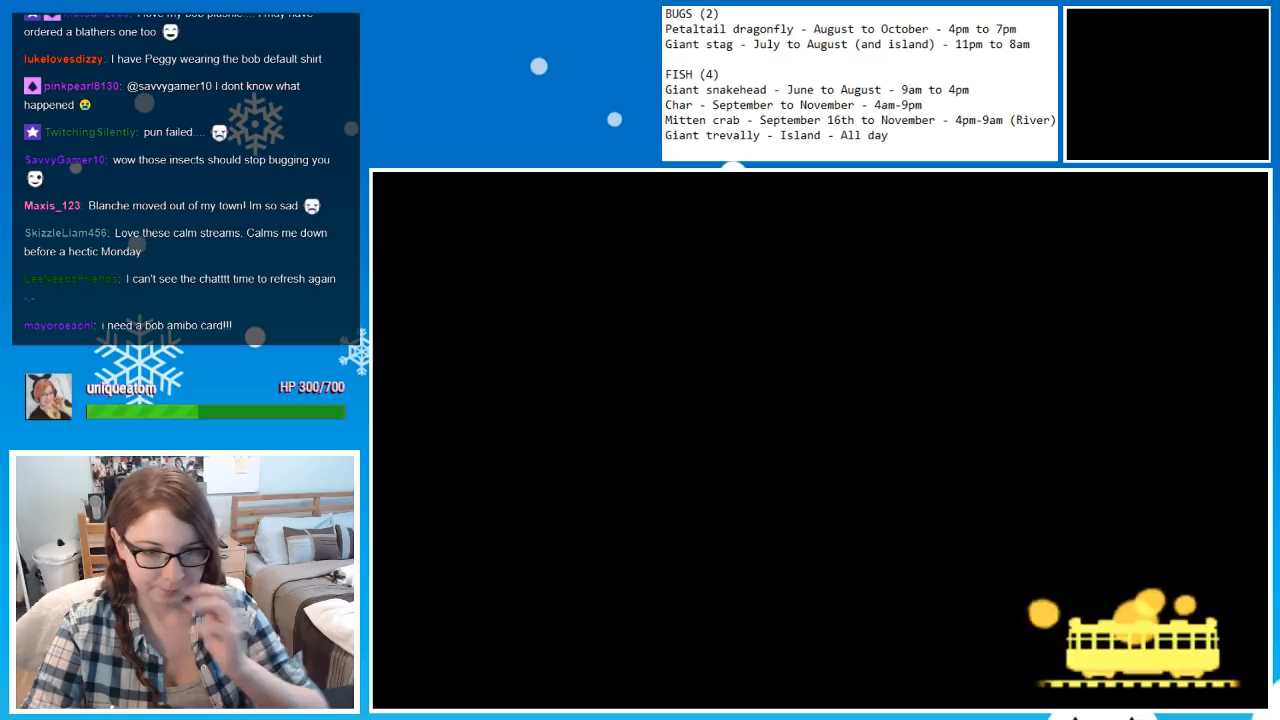 ordered a blathers one too
lukelovesdizzy: I have Peggy wearing the bob default shirt
pinkpearl8130: @savvygamer10 I dont know what
happened
TwitchingSilently: pun failed....
SavvyGamer10: wow those insects should stop bugging you
Maxis_123: Blanche moved out of my town! Im so sad
SkizzleLiam456: Love these calm streams. Calms me down
before a hectic Monday
LeeNeedsFriends: I can't see the chatttt time to refresh again
-.-
i need a bob amibo card!!!
uniqueatom HP 300/700
BUGS (2)
Petaltail dragonfly - August to October - 4pm to 7pm
Giant stag - July to August (and island) - 11pm to 8am
FISH (4)
Giant snakehead - June to August - 9am to 4pm
Char - September to November - 4am-9pm
Mitten crab - September 16th to November - 4pm-9am (River)
Giant trevally - Island - All day